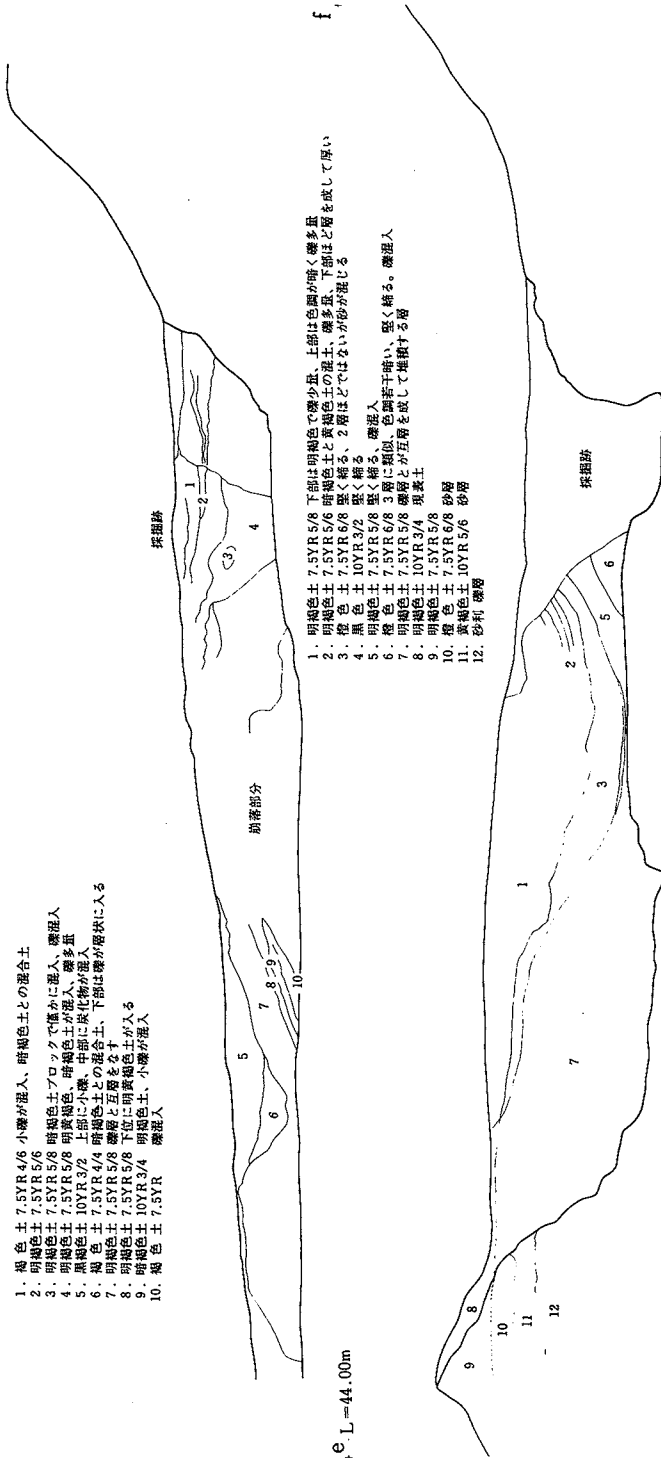 1．褐 色 土 7.5YR 4/6 小礫が混入、暗褐色土との混合土
2．明褐色土 7.5YR 5/6
3．明褐色土 7.5YR 5/8 暗褐色土ブロックで僅かに混入、礫混入
4．明褐色土 7.5YR 5/8 明黄褐色、暗褐色土が混入、礫多量
5．黒褐色土 10YR 3/2 上部に小礫、中部に炭化物が混入
6．褐 色 土 7.5YR 4/4 暗褐色土との混合土、下部は礫が層状に入る
7．明褐色土 7.5YR 5/8 礫層と互層をなす
8．明褐色土 7.5YR 5/8 下位に明黄褐色土が入る
9．暗褐色土 10YR 3/4 明褐色土、小礫が混入
10．褐 色 土 7.5YR 礫混入
採掘跡
1
2
(3)
4
崩落部分
5
6
7
8
9
10
1．明褐色土 7.5YR 5/8 下部は明褐色で礫少量、上部は色調が暗く礫多量
2．明褐色土 7.5YR 5/6 暗褐色土と黄褐色土の混土、礫多量、下部ほど層を成して厚い
3．橙 色 土 7.5YR 6/8 堅く締る、2層ほどではないが砂が混じる
4．黒 色 土 10YR 3/2 堅く締る
5．明褐色土 7.5YR 5/8 堅く締る、礫混入
6．橙 色 土 7.5YR 6/8 3層に類似、色調若干暗い、堅く締る。礫混入
7．明褐色土 7.5YR 5/8 礫層とが互層を成して堆積する層
8．明褐色土 10YR 3/4 現表土
9．明褐色土 7.5YR 5/8
10．橙 色 土 7.5YR 6/8 砂層
11．黄褐色土 10YR 5/6 砂層
12．砂利 礫層
e L=44.00m
f
採掘跡
1
2
3
5
6
7
8
9
10
11
12